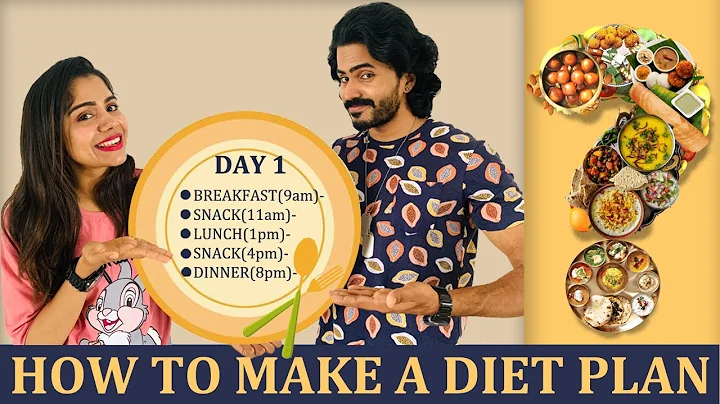 DAY 1
●BREAKFAST(9am)-
●SNACK(11am)-
●LUNCH(1pm)-
●SNACK(4pm)-
●DINNER(8pm)-
HOW TO MAKE A DIET PLAN